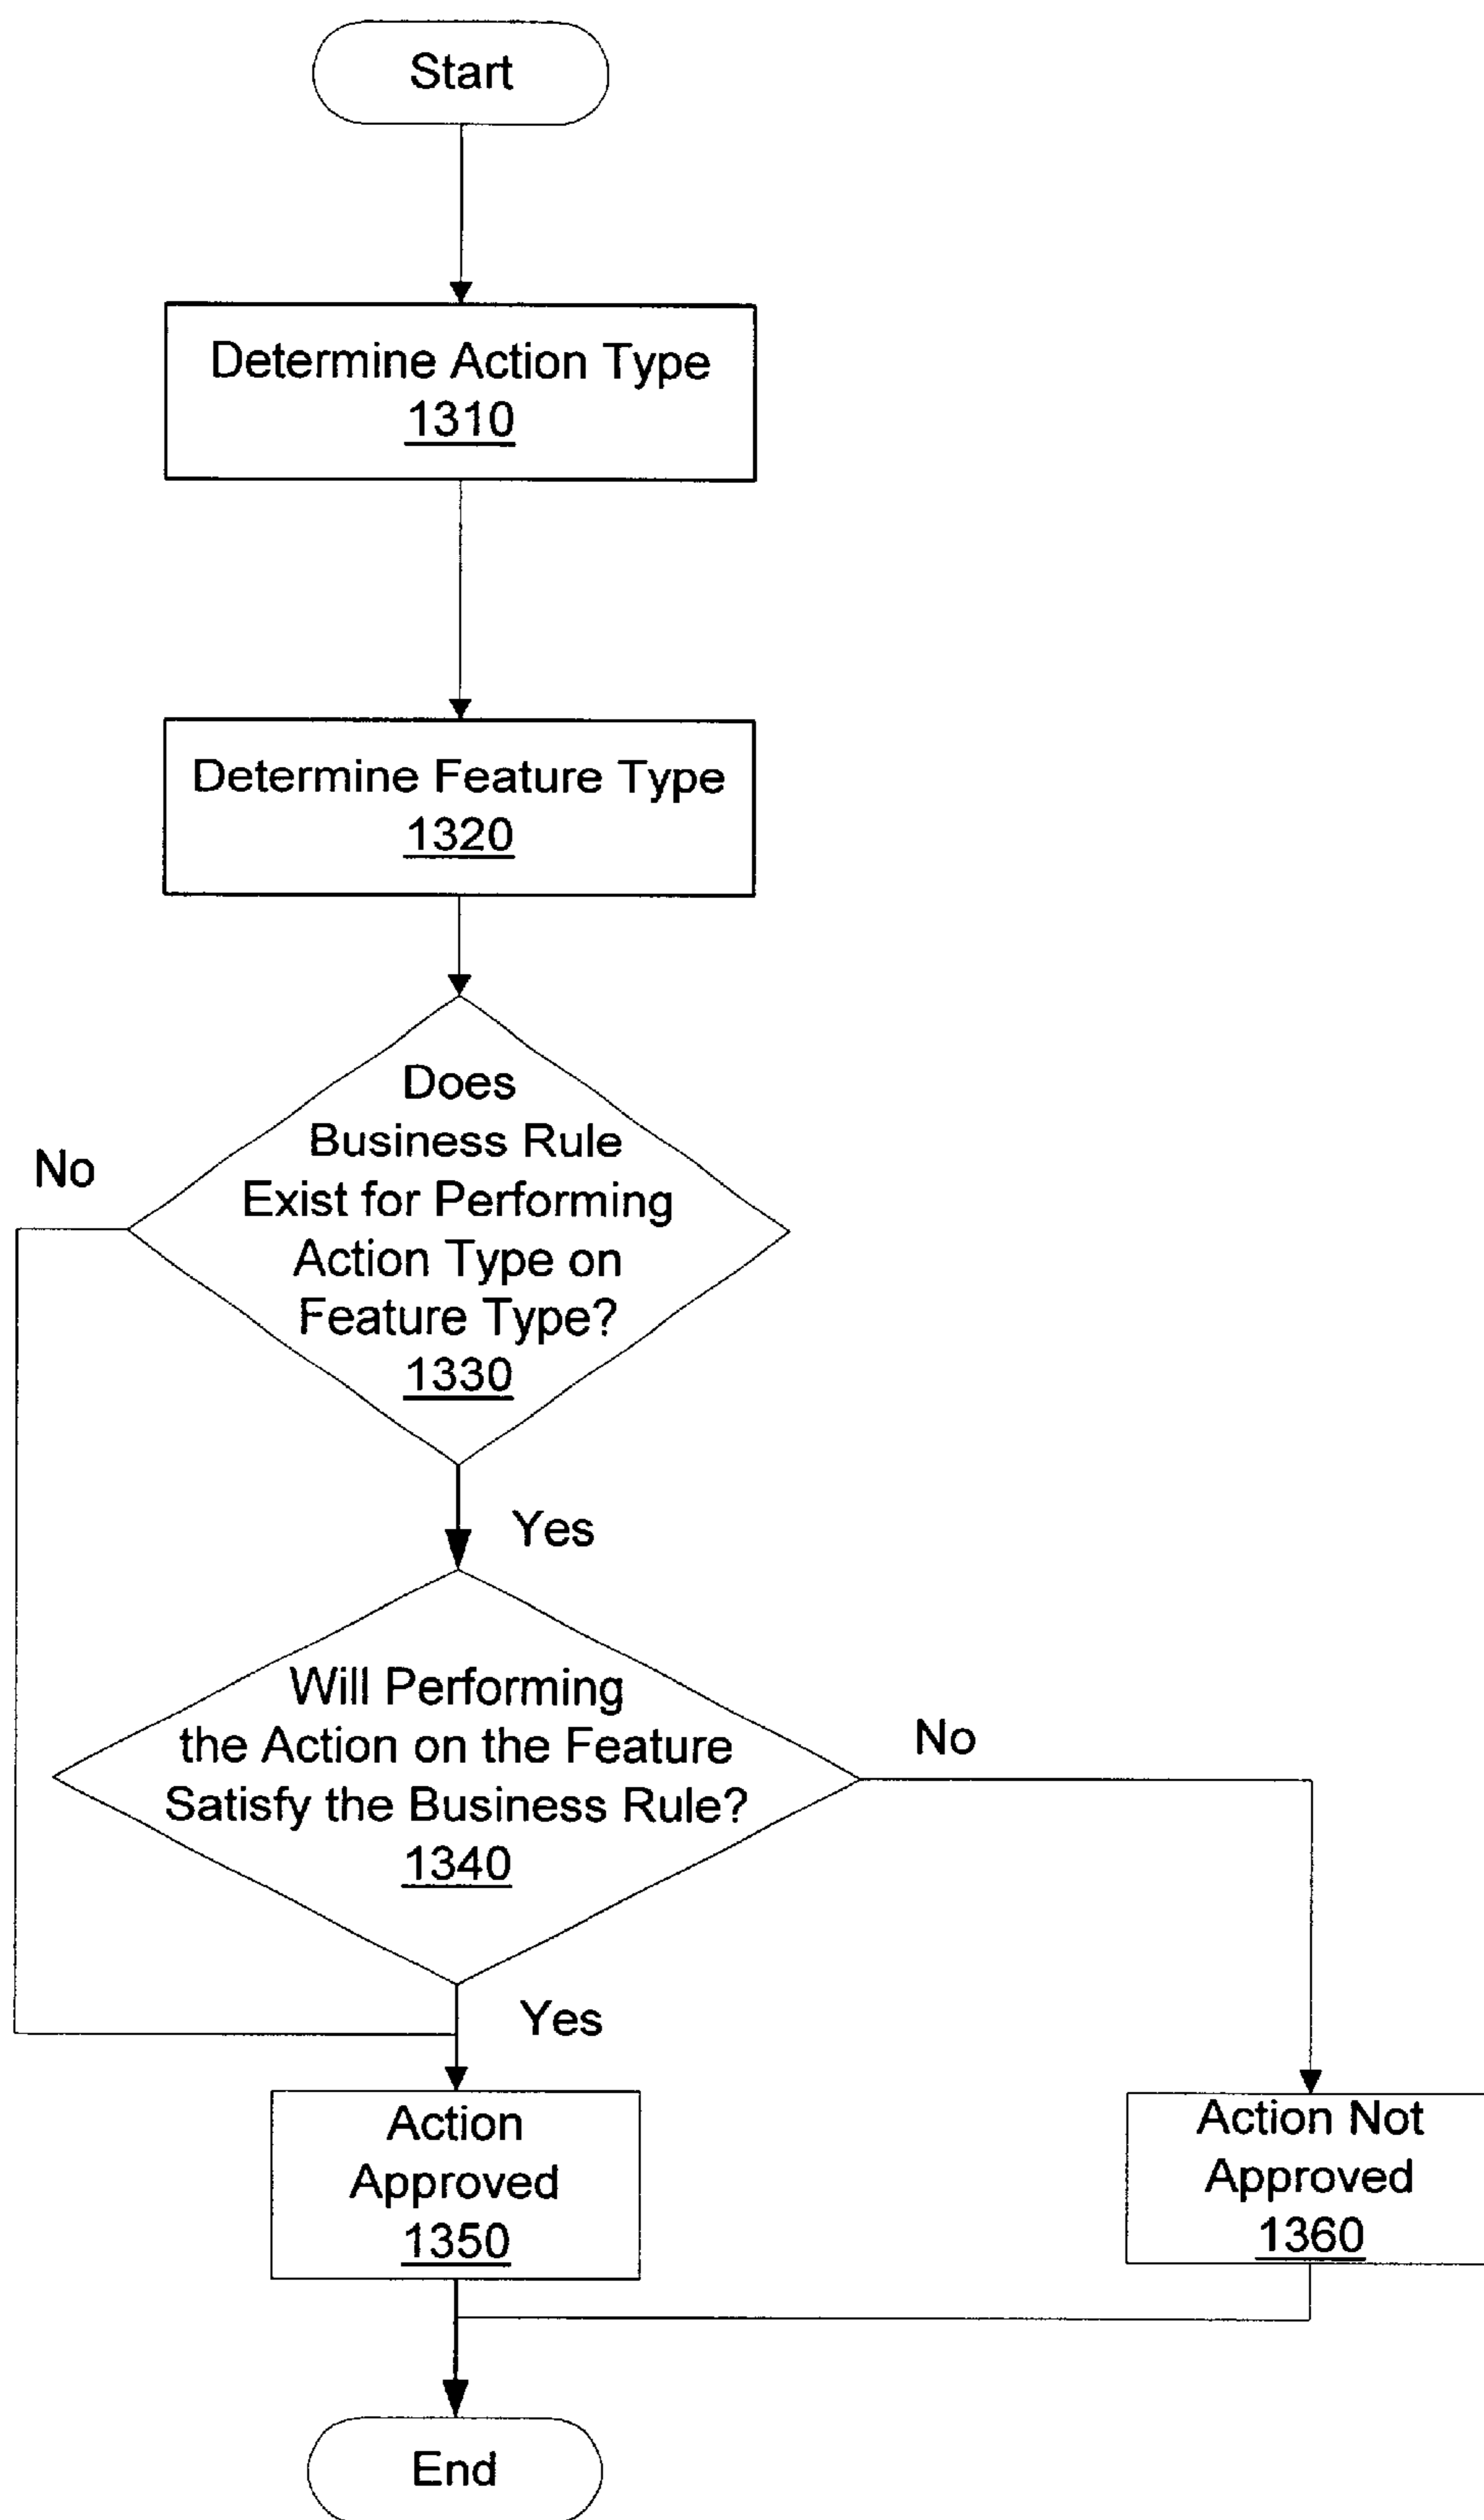 Start
Determine Action Type
1310
Determine Feature Type
1320
Does
Business Rule
Exist for Performing
Action Type on
Feature Type?
1330
No
Yes
Will Performing
the Action on the Feature
Satisfy the Business Rule?
1340
No
Yes
Action
Approved
1350
Action Not
Approved
1360
End